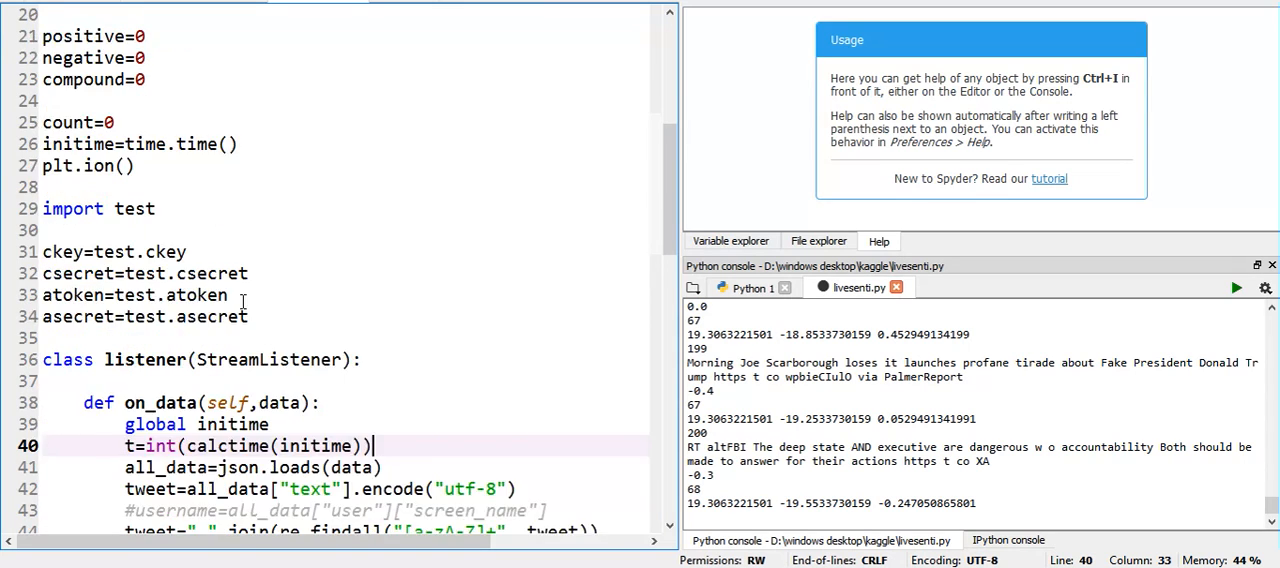 20
21 positive=0
22 negative=0
23 compound=0
24
25 count=0
26 initime=time.time()
27 plt.ion()
28
29 import test
30
31 ckey=test.ckey
32 csecret=test.csecret
33 atoken=test.atoken
34 asecret=test.asecret
35
36 class listener(StreamListener):
37
38 def on_data(self,data):
39 global initime
40 t=int(calctime(initime))
41 all_data=json.loads(data)
42 tweet=all_data["text"].encode("utf-8")
43 #username=all_data["user"]["screen_name"]
44 tweet=" ".join(re.findall("[a-zA-Z]+", tweet))
Usage
Here you can get help of any object by pressing Ctrl+I in
front of it, either on the Editor or the Console.
Help can also be shown automatically after writing a left
parenthesis next to an object. You can activate this
behavior in Preferences > Help.
New to Spyder? Read our tutorial
Variable explorer File explorer Help
Python console - D:\windows desktop\kaggle\livesenti.py
Python 1 livesenti.py
0.0
67
19.3063221501 -18.8533730159 0.452949134199
199
Morning Joe Scarborough loses it launches profane tirade about Fake President Donald Tr
ump https t co wpbieCIulO via PalmerReport
-0.4
67
19.3063221501 -19.2533730159 0.0529491341991
200
RT altFBI The deep state AND executive are dangerous w o accountability Both should be
made to answer for their actions https t co XA
-0.3
68
19.3063221501 -19.5533730159 -0.247050865801
Python console - D:\windows desktop\kaggle\livesenti.py IPython console
Permissions: RW End-of-lines: CRLF Encoding: UTF-8 Line: 40 Column: 33 Memory: 44 %